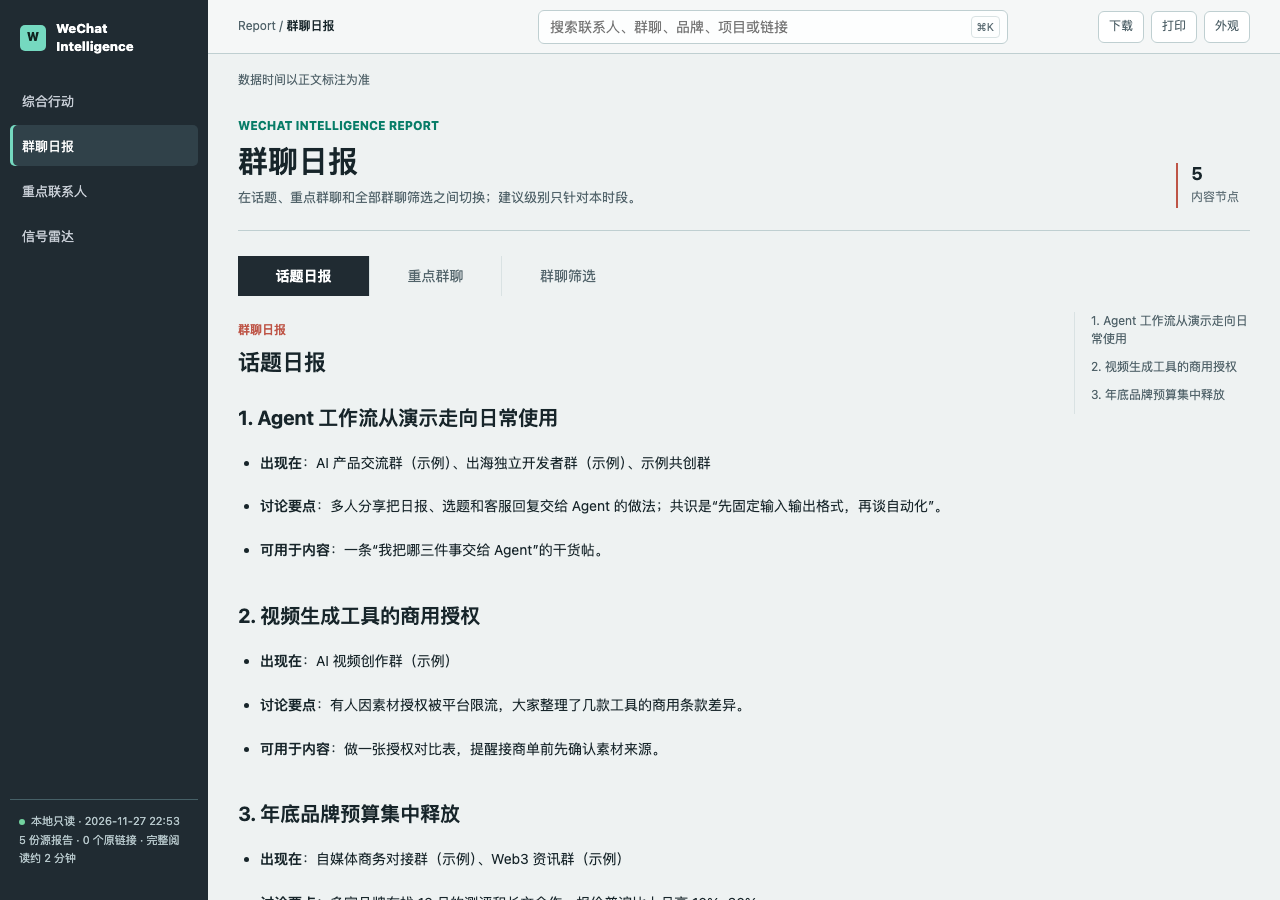 W
WeChat
Intelligence
综合行动
群聊日报
重点联系人
信号雷达
本地只读 · 2026-11-27 22:53
5 份源报告 · 0 个原链接 · 完整阅
读约 2 分钟
Report / 群聊日报
搜索联系人、群聊、品牌、项目或链接
⌘K
下载
打印
外观
数据时间以正文标注为准
WECHAT INTELLIGENCE REPORT
群聊日报
在话题、重点群聊和全部群聊筛选之间切换；建议级别只针对本时段。
5
内容节点
话题日报
重点群聊
群聊筛选
群聊日报
话题日报
1. Agent 工作流从演示走向日常使用
• 出现在：AI 产品交流群（示例）、出海独立开发者群（示例）、示例共创群
• 讨论要点：多人分享把日报、选题和客服回复交给 Agent 的做法；共识是“先固定输入输出格式，再谈自动化”。
• 可用于内容：一条“我把哪三件事交给 Agent”的干货帖。
2. 视频生成工具的商用授权
• 出现在：AI 视频创作群（示例）
• 讨论要点：有人因素材授权被平台限流，大家整理了几款工具的商用条款差异。
• 可用于内容：做一张授权对比表，提醒接商单前先确认素材来源。
3. 年底品牌预算集中释放
• 出现在：自媒体商务对接群（示例）、Web3 资讯群（示例）
1. Agent 工作流从演示走向日
常使用
2. 视频生成工具的商用授权
3. 年底品牌预算集中释放